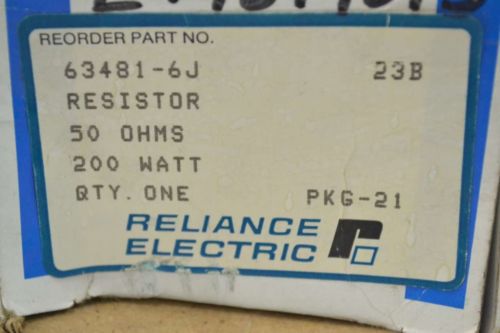 REORDER PART NO.
63481-6J 23B
RESISTOR
50 OHMS
200 WATT
QTY. ONE PKG-21
RELIANCE
ELECTRIC